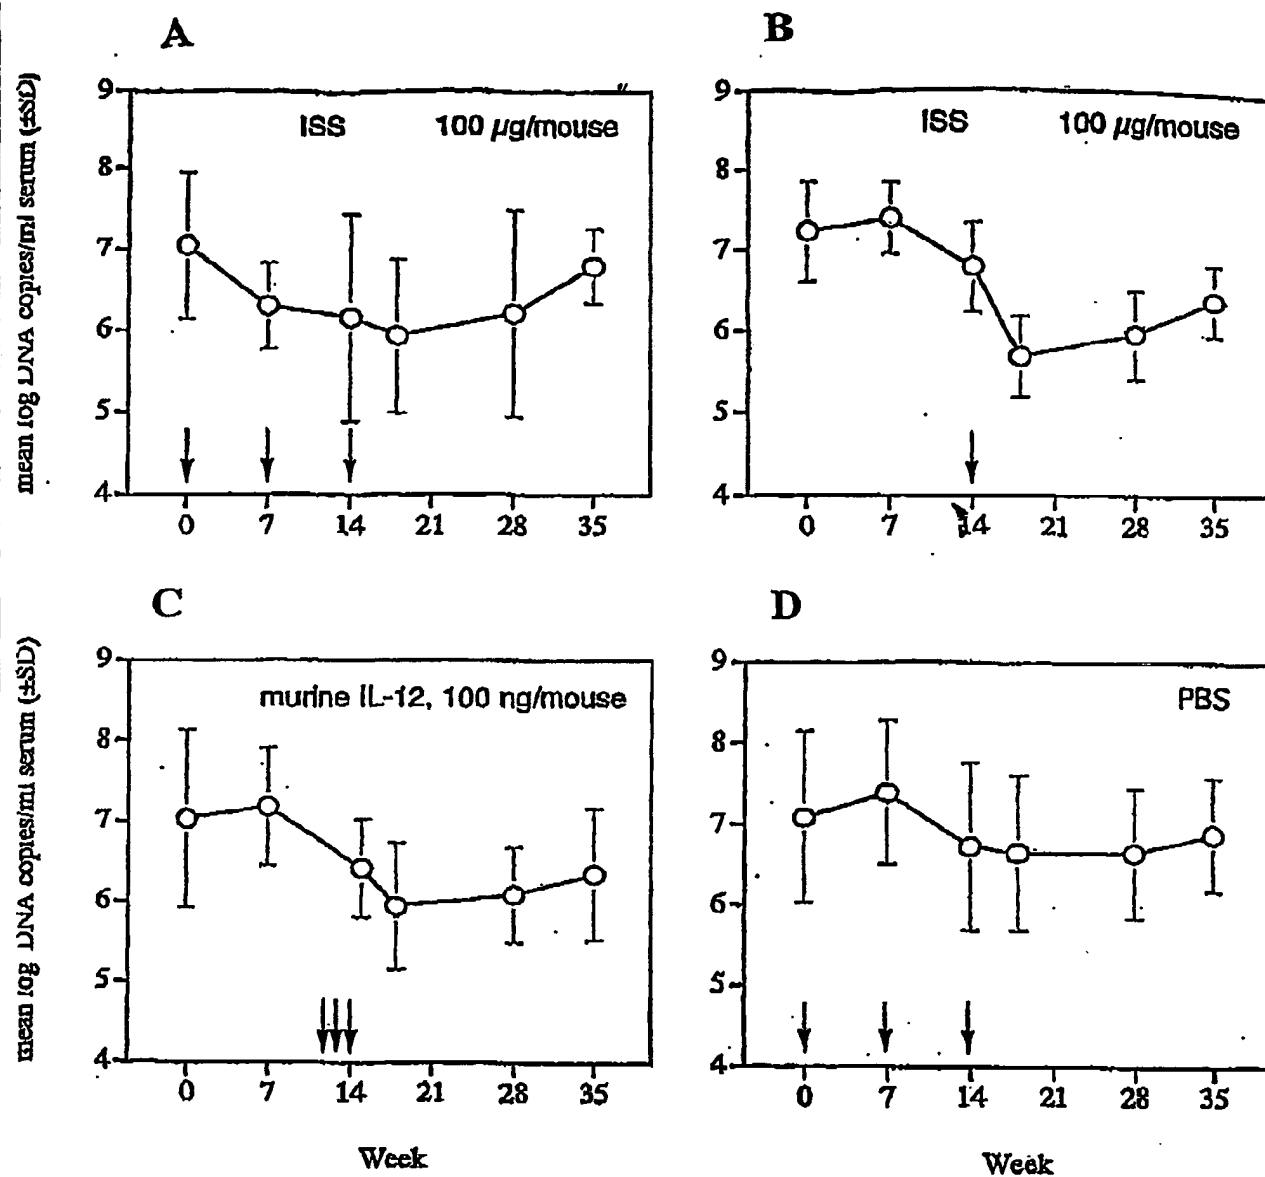 A
mean log DNA copies/ml serum (±SD)
ISS 100 µg/mouse
9
8
7
6
5
4
0 7 14 21 28 35
B
ISS 100 µg/mouse
9
8
7
6
5
4
0 7 14 21 28 35
C
mean log DNA copies/ml serum (±SD)
murine IL-12, 100 ng/mouse
9
8
7
6
5
4
0 7 14 21 28 35
Week
D
PBS
9
8
7
6
5
4
0 7 14 21 28 35
Week